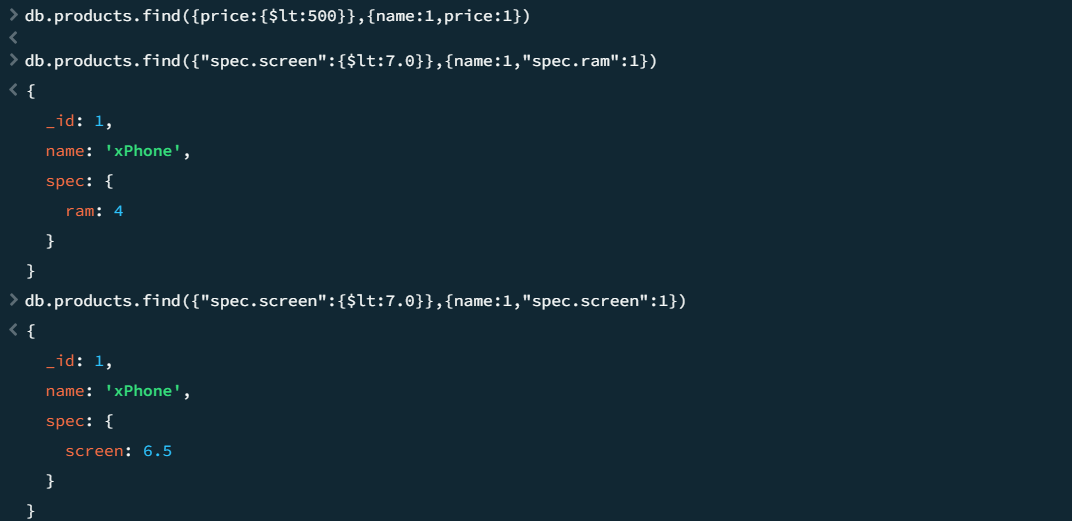 > db.products.find({price:{$lt:500}},{name:1,price:1})
<
> db.products.find({"spec.screen":{$lt:7.0}},{name:1,"spec.ram":1})
< {
    _id: 1,
    name: 'xPhone',
    spec: {
      ram: 4
    }
  }
> db.products.find({"spec.screen":{$lt:7.0}},{name:1,"spec.screen":1})
< {
    _id: 1,
    name: 'xPhone',
    spec: {
      screen: 6.5
    }
  }